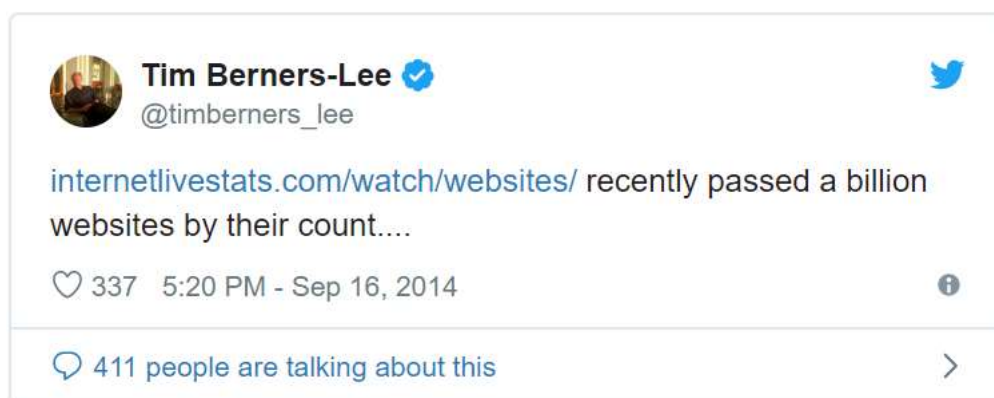 Tim Berners-Lee
@timberners_lee
internetlivestats.com/watch/websites/ recently passed a billion
websites by their count....
337 5:20 PM - Sep 16, 2014
411 people are talking about this